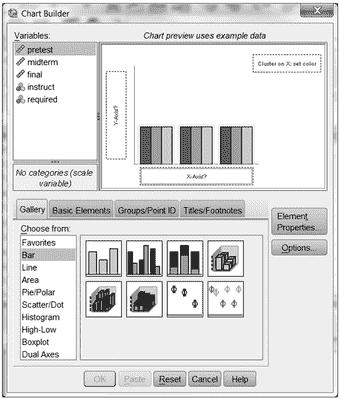 Chart Builder
Variables:
Chart preview uses example data
pretest
midterm
final
instruct
required
No categories (scale
variable)
Cluster on X: set color
Y-Axis?
X-Axis?
Gallery
Basic Elements
Groups/Point ID
Titles/Footnotes
Choose from:
Favorites
Bar
Line
Area
Pie/Polar
Scatter/Dot
Histogram
High-Low
Boxplot
Dual Axes
Element
Properties...
Options...
OK
Paste
Reset
Cancel
Help